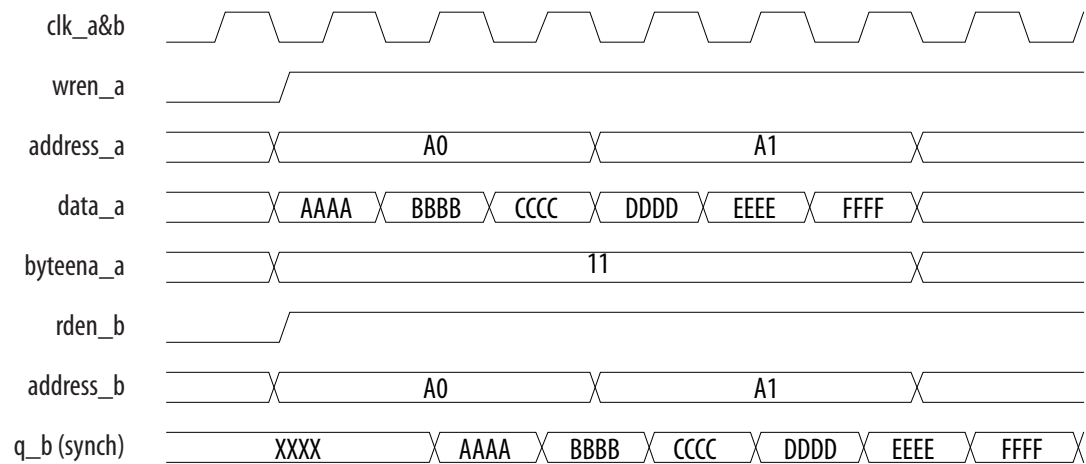 clk_a&b
wren_a
address_a A0 A1
data_a AAAA BBBB CCCC DDDD EEEE FFFF
byteena_a 11
rden_b
address_b A0 A1
q_b (synch) XXXX AAAA BBBB CCCC DDDD EEEE FFFF